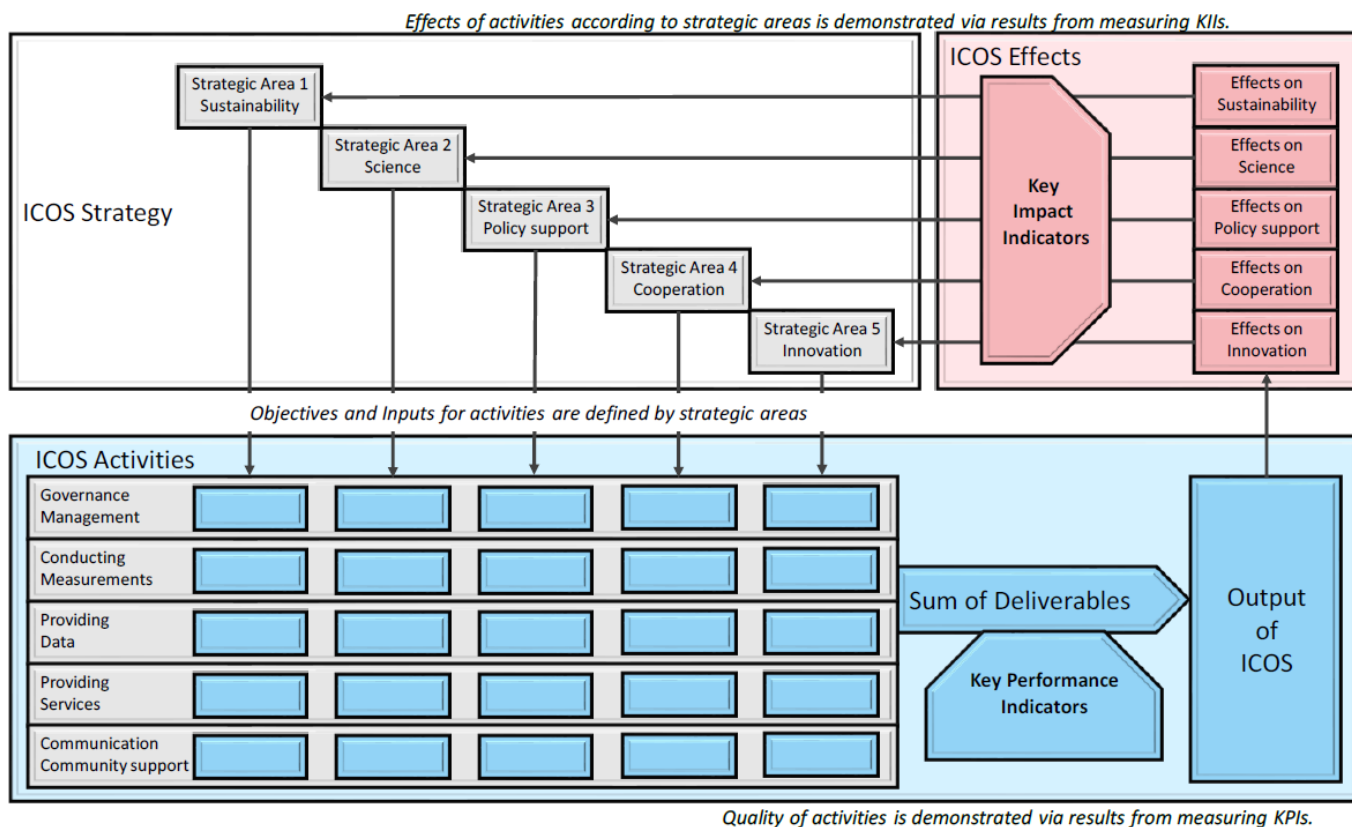 Effects of activities according to strategic areas is demonstrated via results from measuring KIIs.
ICOS Strategy
Strategic Area 1
Sustainability
Strategic Area 2
Science
Strategic Area 3
Policy support
Strategic Area 4
Cooperation
Strategic Area 5
Innovation
ICOS Effects
Key
Impact
Indicators
Effects on
Sustainability
Effects on
Science
Effects on
Policy support
Effects on
Cooperation
Effects on
Innovation
Objectives and Inputs for activities are defined by strategic areas
ICOS Activities
Governance
Management
Conducting
Measurements
Providing
Data
Providing
Services
Communication
Community support
Sum of Deliverables
Key Performance
Indicators
Output
of
ICOS
Quality of activities is demonstrated via results from measuring KPIs.